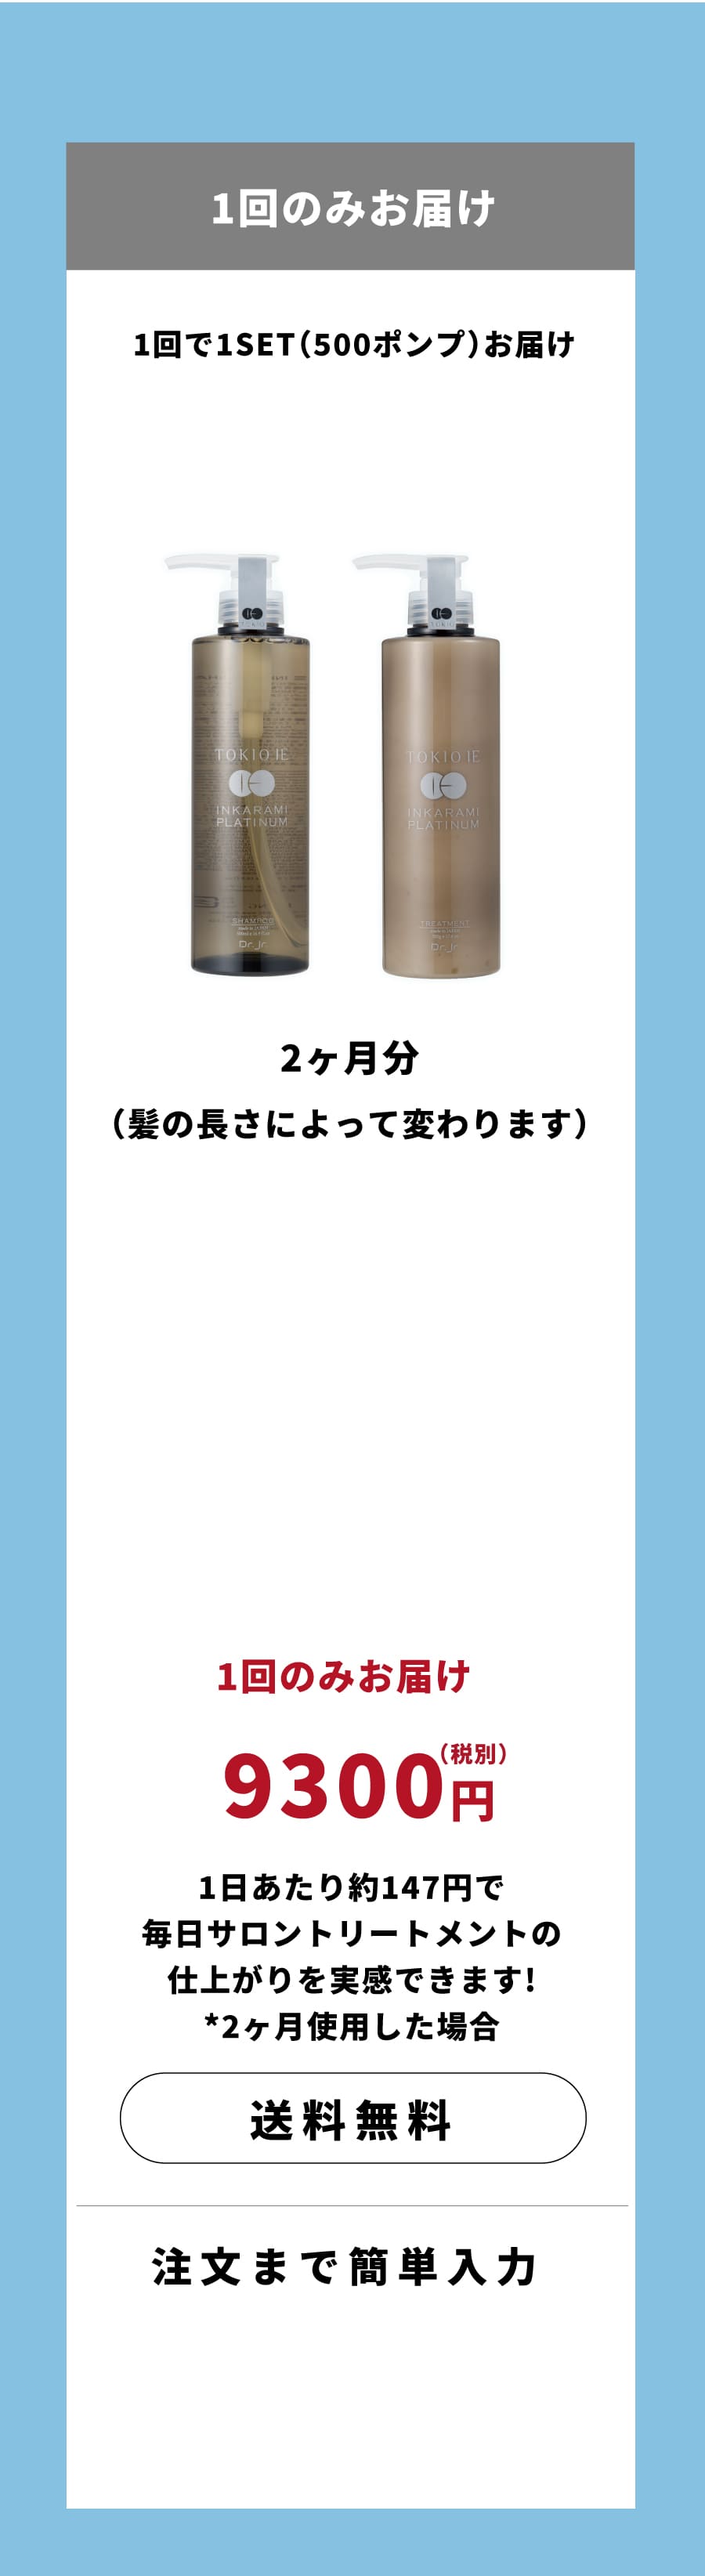 1回のみお届け
1回で1SET（500ポンプ）お届け
TOKIO IE
INKARAMI
PLATINUM
SHAMPOO
Dr.Jr.
TOKIO IE
INKARAMI
PLATINUM
TREATMENT
Dr.Jr.
2ヶ月分
（髪の長さによって変わります）
1回のみお届け
9300円（税別）
1日あたり約147円で
毎日サロントリートメントの
仕上がりを実感できます!
*2ヶ月使用した場合
送料無料
注文まで簡単入力